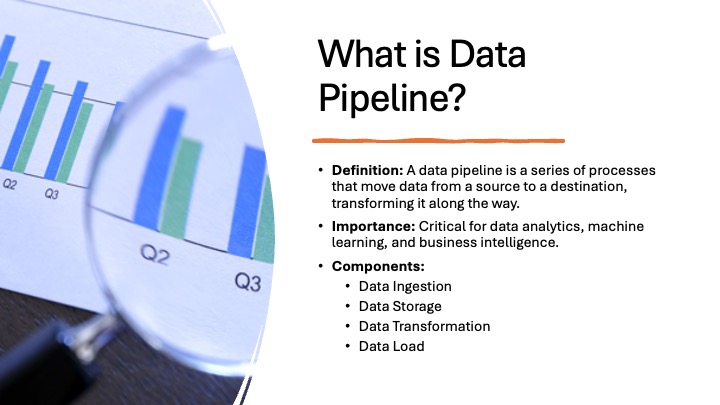 What is Data
Pipeline?
• Definition: A data pipeline is a series of processes
that move data from a source to a destination,
transforming it along the way.
• Importance: Critical for data analytics, machine
learning, and business intelligence.
• Components:
• Data Ingestion
• Data Storage
• Data Transformation
• Data Load
Q2
Q3
Q2
Q3